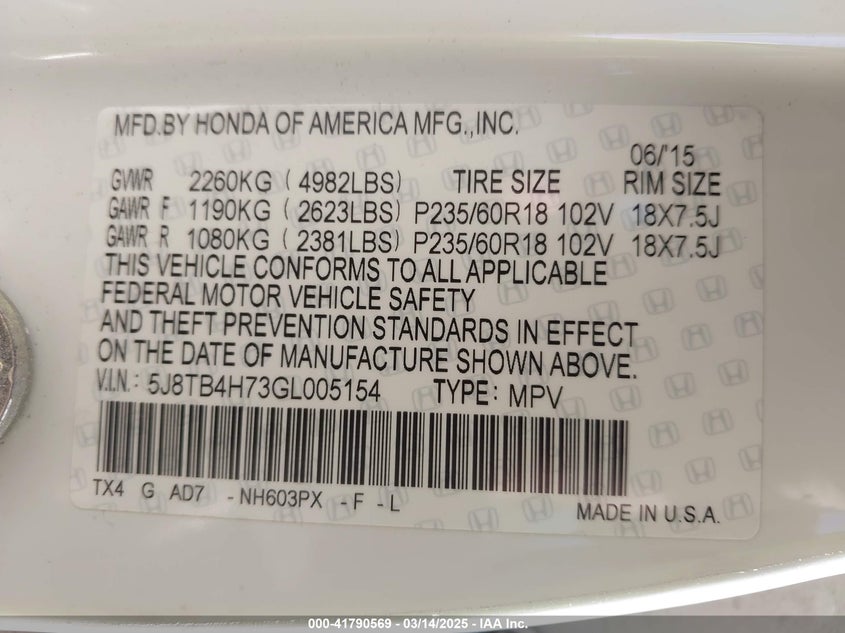 MFD.BY HONDA OF AMERICA MFG.,INC.
06/'15
GVWR 2260KG ( 4982LBS) TIRE SIZE RIM SIZE
GAWR F 1190KG ( 2623LBS) P235/60R18 102V 18X7.5J
GAWR R 1080KG ( 2381LBS) P235/60R18 102V 18X7.5J
THIS VEHICLE CONFORMS TO ALL APPLICABLE
FEDERAL MOTOR VEHICLE SAFETY
AND THEFT PREVENTION STANDARDS IN EFFECT
ON THE DATE OF MANUFACTURE SHOWN ABOVE.
V.I.N.: 5J8TB4H73GL005154 TYPE: MPV
TX4 G AD7 -NH603PX -F -L
MADE IN U.S.A.
000-41790569 - 03/14/2025 - IAA Inc.